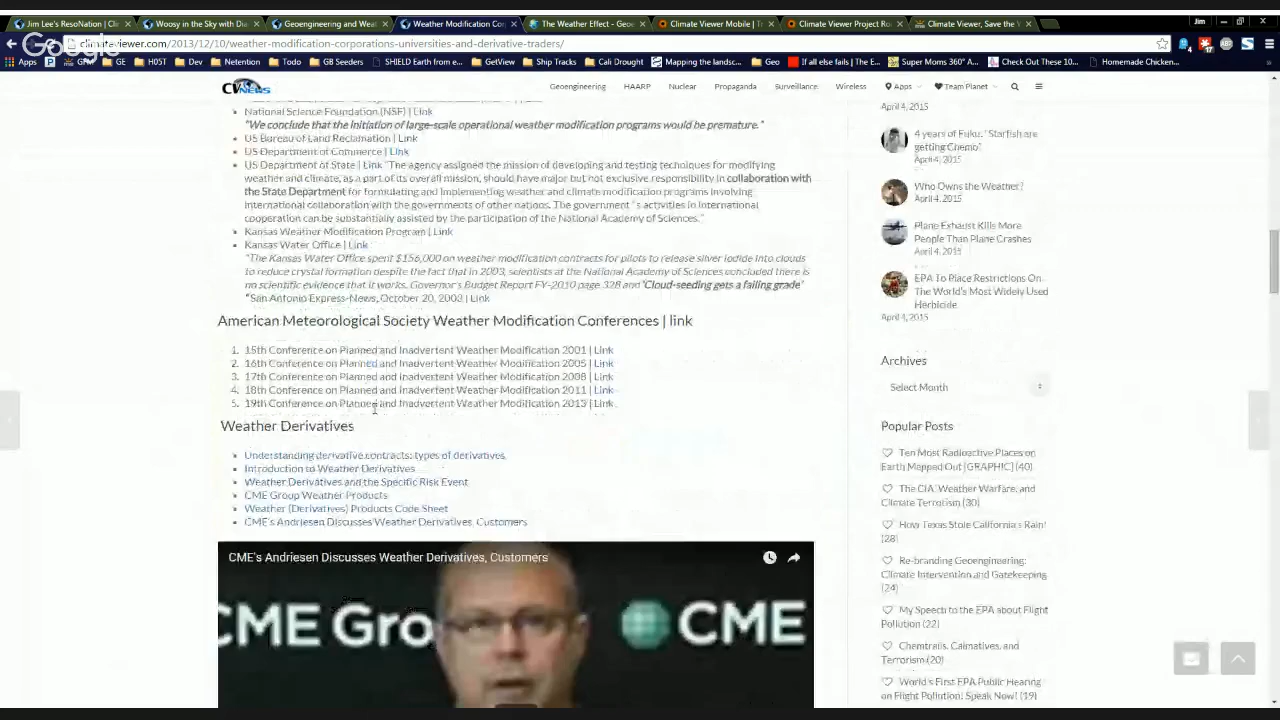 Jim Lee's ResoNation | Cli
Woosy in the Sky with Dia
Geoengineering and Weat
Weather Modification Cor
The Weather Effect - Geo
Climate Viewer Mobile | T
Climate Viewer Project Ro
Climate Viewer, Save the
Jim
climateviewer.com/2013/12/10/weather-modification-corporations-universities-and-derivative-traders/
Google
Apps
GE
HOST
Dev
Netention
Todo
GB Seeders
SHIELD Earth from e...
GetView
Ship Tracks
Cali Drought
Mapping the landsc...
Geo
If all else fails | The E...
Super Moms 360° A...
Check Out These 10...
Homemade Chicken...
CV NEWS
Geoengineering
HAARP
Nuclear
Propaganda
Surveillance
Wireless
Apps
Team Planet
National Science Foundation (NSF) | Link
"We conclude that the initiation of large-scale operational weather modification programs would be premature."
US Bureau of Land Reclamation | Link
US Department of Commerce | Link
US Department of State | Link "The agency assigned the mission of developing and testing techniques for modifying
weather and climate, as a part of its overall mission, should have major but not exclusive responsibility in collaboration with
the State Department for formulating and implementing weather and climate modification programs involving
international collaboration with the governments of other nations. The government 's activities in international
cooperation can be substantially assisted by the participation of the National Academy of Sciences."
Kansas Weather Modification Program | Link
Kansas Water Office | Link
"The Kansas Water Office spent $156,000 on weather modification contracts for pilots to release silver iodide into clouds
to reduce crystal formation despite the fact that in 2003, scientists at the National Academy of Sciences concluded there is
no scientific evidence that it works. Governor's Budget Report FY-2010 page 328 and "Cloud-seeding gets a failing grade"
"San Antonio Express-News, October 20, 2003 | Link
American Meteorological Society Weather Modification Conferences | link
1. 15th Conference on Planned and Inadvertent Weather Modification 2001 | Link
2. 16th Conference on Planned and Inadvertent Weather Modification 2005 | Link
3. 17th Conference on Planned and Inadvertent Weather Modification 2008 | Link
4. 18th Conference on Planned and Inadvertent Weather Modification 2011 | Link
5. 19th Conference on Planned and Inadvertent Weather Modification 2013 | Link
Weather Derivatives
Understanding derivative contracts: types of derivatives
Introduction to Weather Derivatives
Weather Derivatives and the Specific Risk Event
CME Group Weather Products
Weather (Derivatives) Products Code Sheet
CME's Andriesen Discusses Weather Derivatives, Customers
CME's Andriesen Discusses Weather Derivatives, Customers
CME Gro
CME
April 4, 2015
4 years of Fuku: "Starfish are
getting Chemo"
April 4, 2015
Who Owns the Weather?
April 4, 2015
Plane Exhaust Kills More
People Than Plane Crashes
April 4, 2015
EPA To Place Restrictions On
The World's Most Widely Used
Herbicide
April 4, 2015
Archives
Select Month
Popular Posts
Ten Most Radioactive Places on
Earth Mapped Out [GRAPHIC] (40)
The CIA, Weather Warfare, and
Climate Terrorism (30)
How Texas Stole California's Rain!
(28)
Re-branding Geoengineering:
Climate Intervention and Gatekeeping
(24)
My Speech to the EPA about Flight
Pollution (22)
Chemtrails, Calmatives, and
Terrorism (20)
World's First EPA Public Hearing
on Flight Pollution: Speak Now! (19)